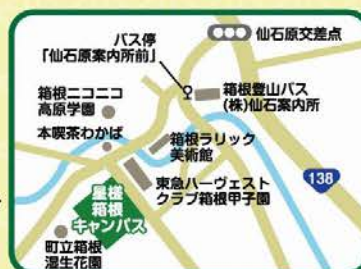 バス停
「仙石原案内所前」
仙石原交差点
箱根ニコニコ
高原学園
箱根登山バス
(株)仙石案内所
本喫茶わかば
箱根ラリック
美術館
東急ハーヴェスト
クラブ箱根甲子園
138
星槎
箱根
キャンパス
町立箱根
湿生花園